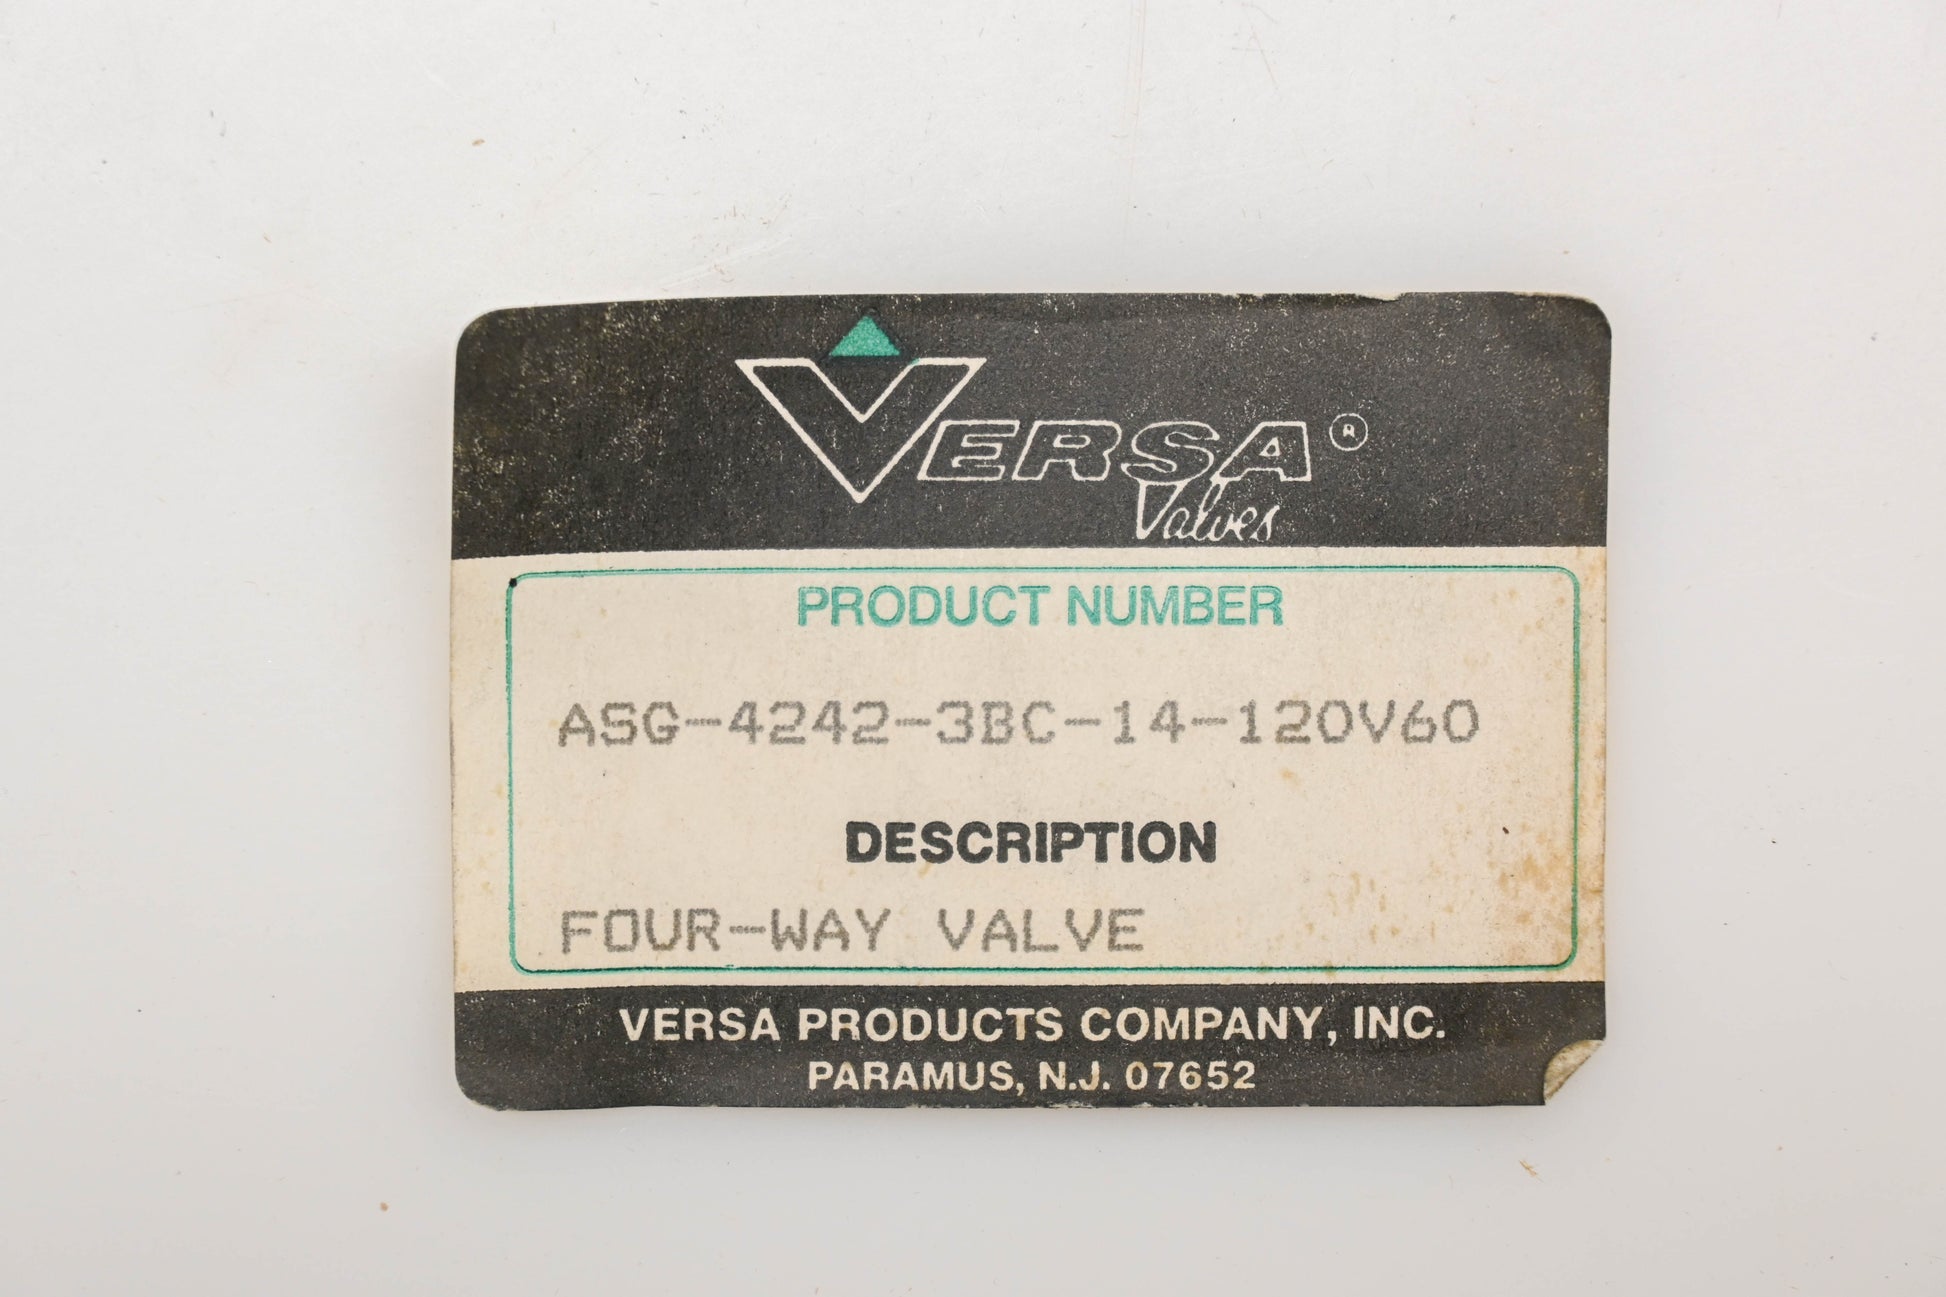 VERSA®
Valves
PRODUCT NUMBER
ASG-4242-3BC-14-120V60
DESCRIPTION
FOUR-WAY VALVE
VERSA PRODUCTS COMPANY, INC.
PARAMUS, N.J. 07652